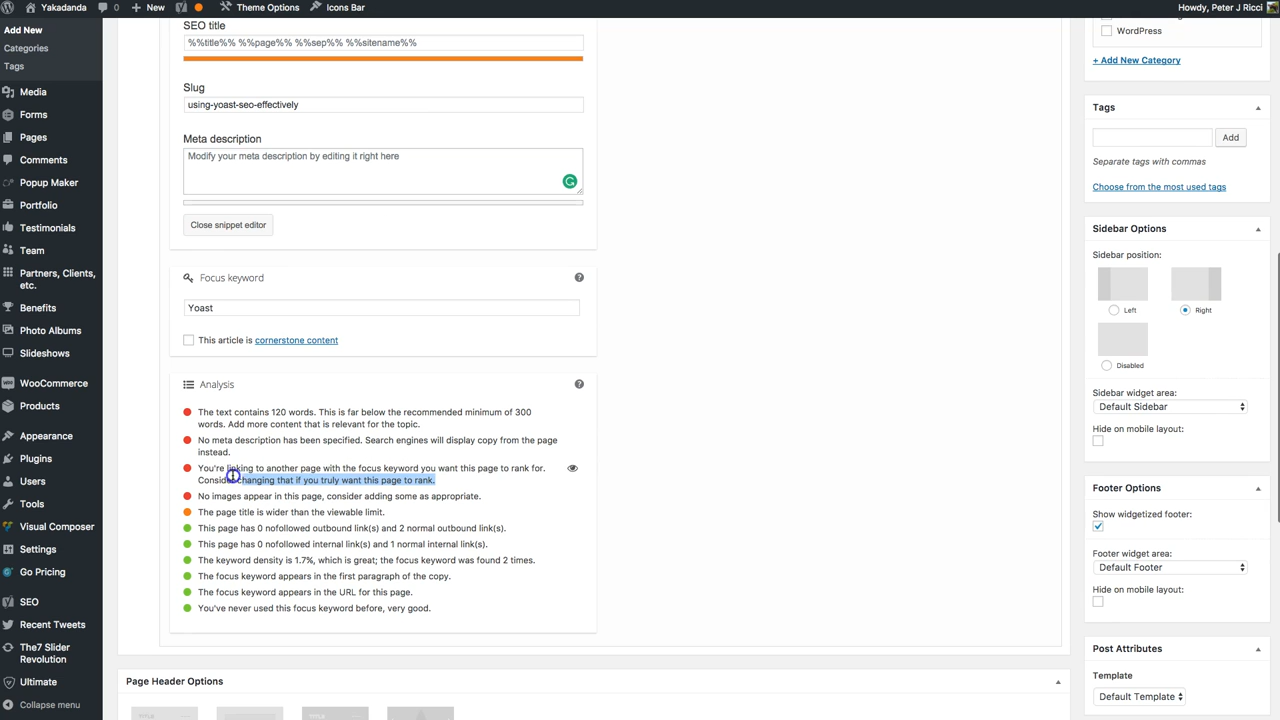 Yakadanda
0
New
Theme Options
Icons Bar
Howdy, Peter J Ricci
Add New
Categories
Tags
Media
Forms
Pages
Comments
Popup Maker
Portfolio
Testimonials
Team
Partners, Clients,
etc.
Benefits
Photo Albums
Slideshows
WooCommerce
Products
Appearance
Plugins
Users
Tools
Visual Composer
Settings
Go Pricing
SEO
Recent Tweets
The7 Slider
Revolution
Ultimate
Collapse menu
SEO title
%%title%% %%page%% %%sep%% %%sitename%%
Slug
using-yoast-seo-effectively
Meta description
Modify your meta description by editing it right here
Close snippet editor
Focus keyword
Yoast
This article is cornerstone content
Analysis
The text contains 120 words. This is far below the recommended minimum of 300
words. Add more content that is relevant for the topic.
No meta description has been specified. Search engines will display copy from the page
instead.
You're linking to another page with the focus keyword you want this page to rank for.
Consider changing that if you truly want this page to rank.
No images appear in this page, consider adding some as appropriate.
The page title is wider than the viewable limit.
This page has 0 nofollowed outbound link(s) and 2 normal outbound link(s).
This page has 0 nofollowed internal link(s) and 1 normal internal link(s).
The keyword density is 1.7%, which is great; the focus keyword was found 2 times.
The focus keyword appears in the first paragraph of the copy.
The focus keyword appears in the URL for this page.
You've never used this focus keyword before, very good.
Page Header Options
TITLE
TITLE
WordPress
+ Add New Category
Tags
Add
Separate tags with commas
Choose from the most used tags
Sidebar Options
Sidebar position:
Left
Right
Disabled
Sidebar widget area:
Default Sidebar
Hide on mobile layout:
Footer Options
Show widgetized footer:
Footer widget area:
Default Footer
Hide on mobile layout:
Post Attributes
Template
Default Template